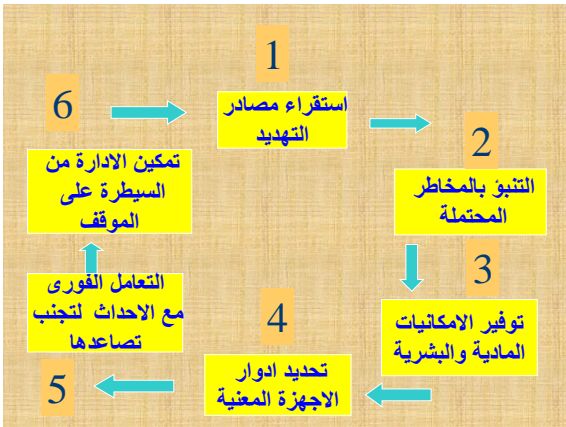 1
استقراء مصادر
التهديد
2
التنبؤ بالمخاطر
المحتملة
3
توفير الامكانيات
المادية والبشرية
4
تحديد ادوار
الاجهزة المعنية
5
التعامل الفورى
مع الاحداث لتجنب
تصاعدها
6
تمكين الادارة من
السيطرة على
الموقف